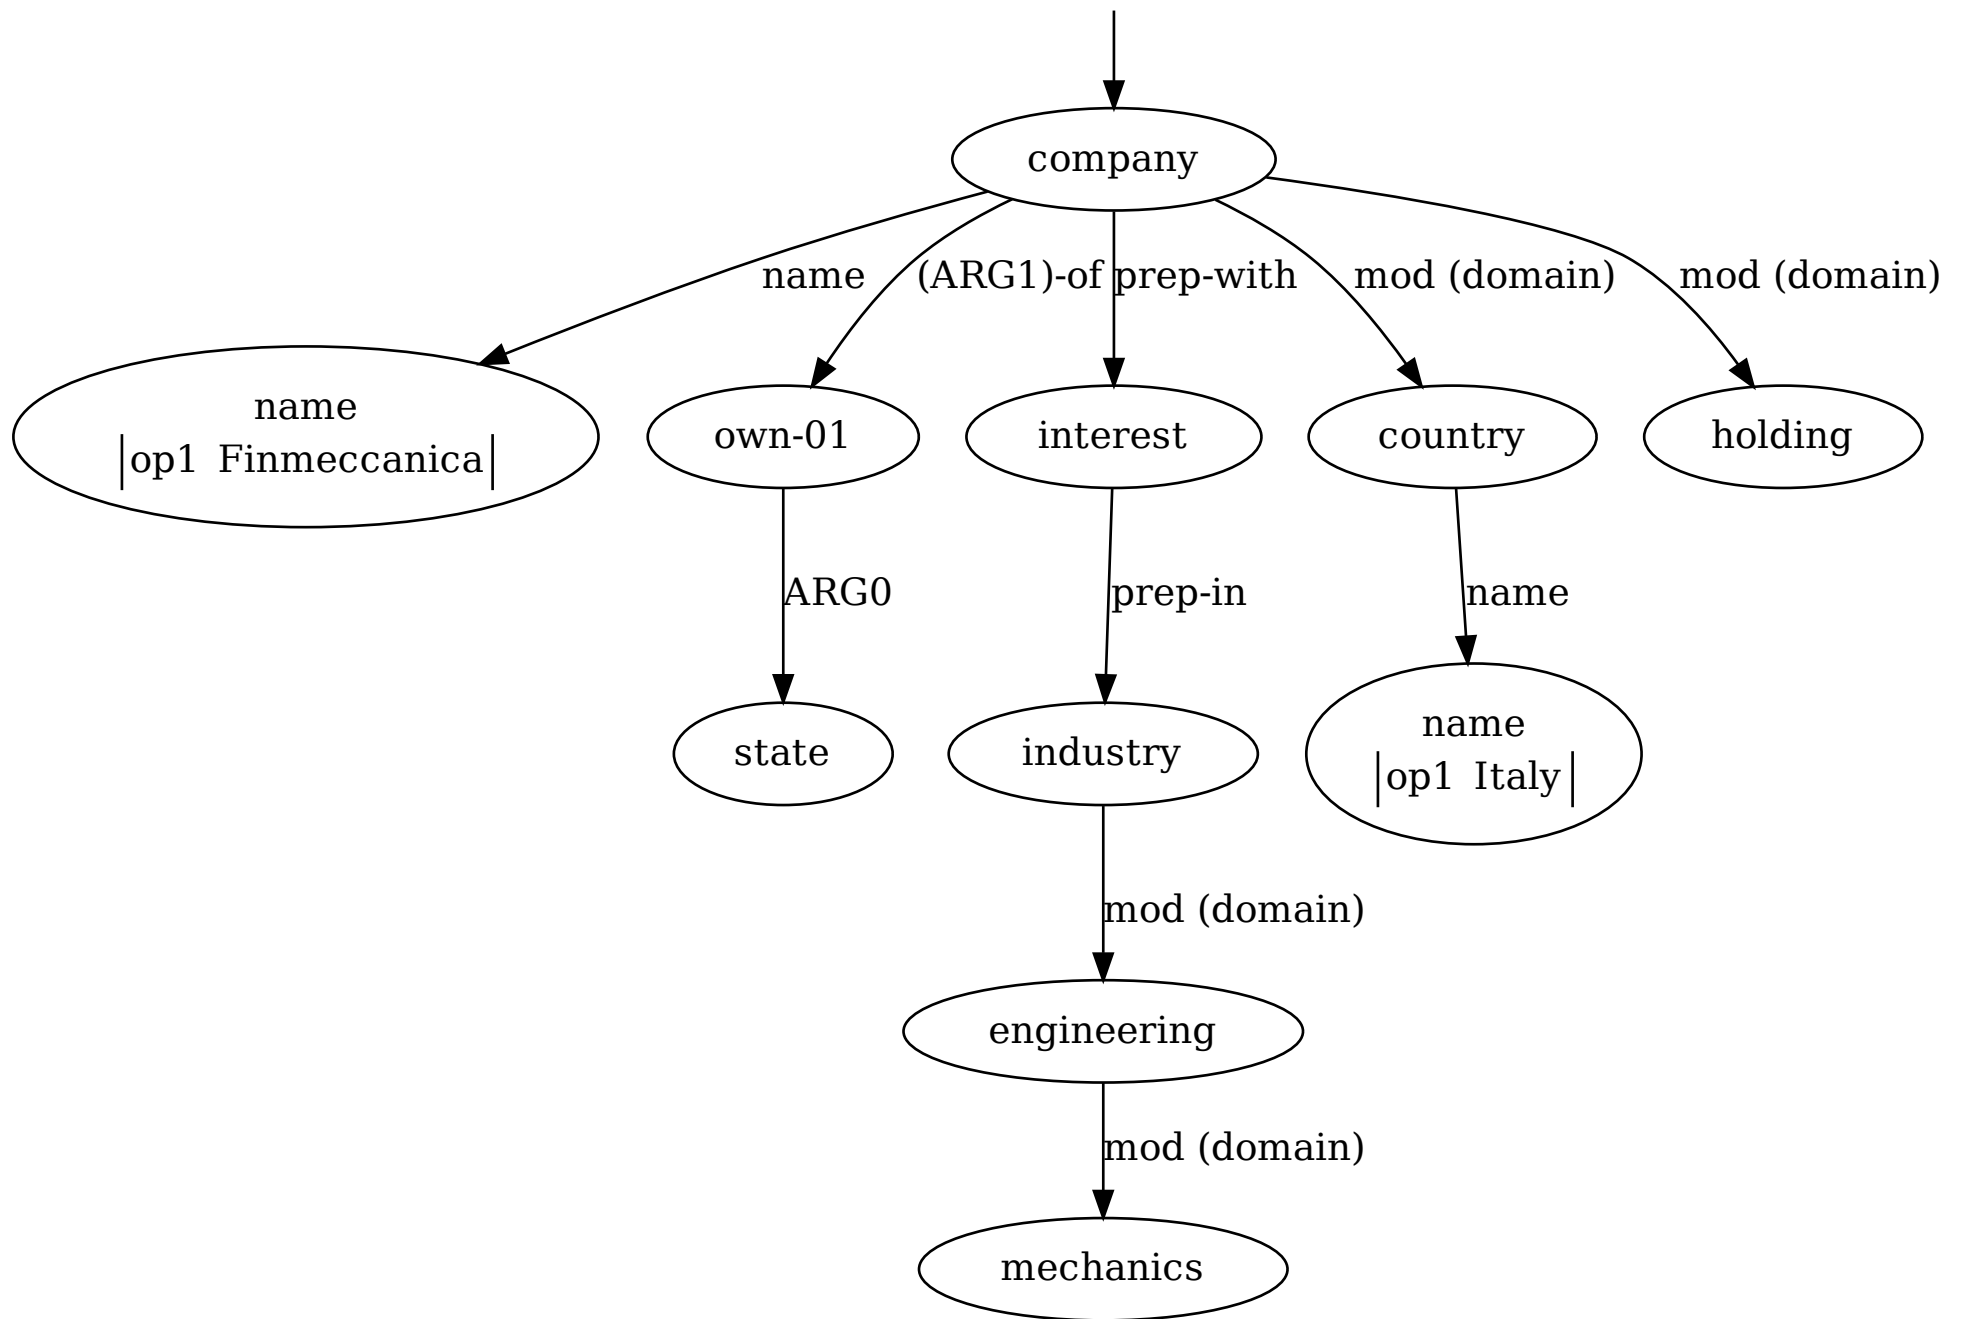 company
name
(ARG1)-of
prep-with
mod (domain)
mod (domain)
name
op1 Finmeccanica
own-01
interest
country
holding
ARG0
prep-in
name
state
industry
name
op1 Italy
mod (domain)
engineering
mod (domain)
mechanics